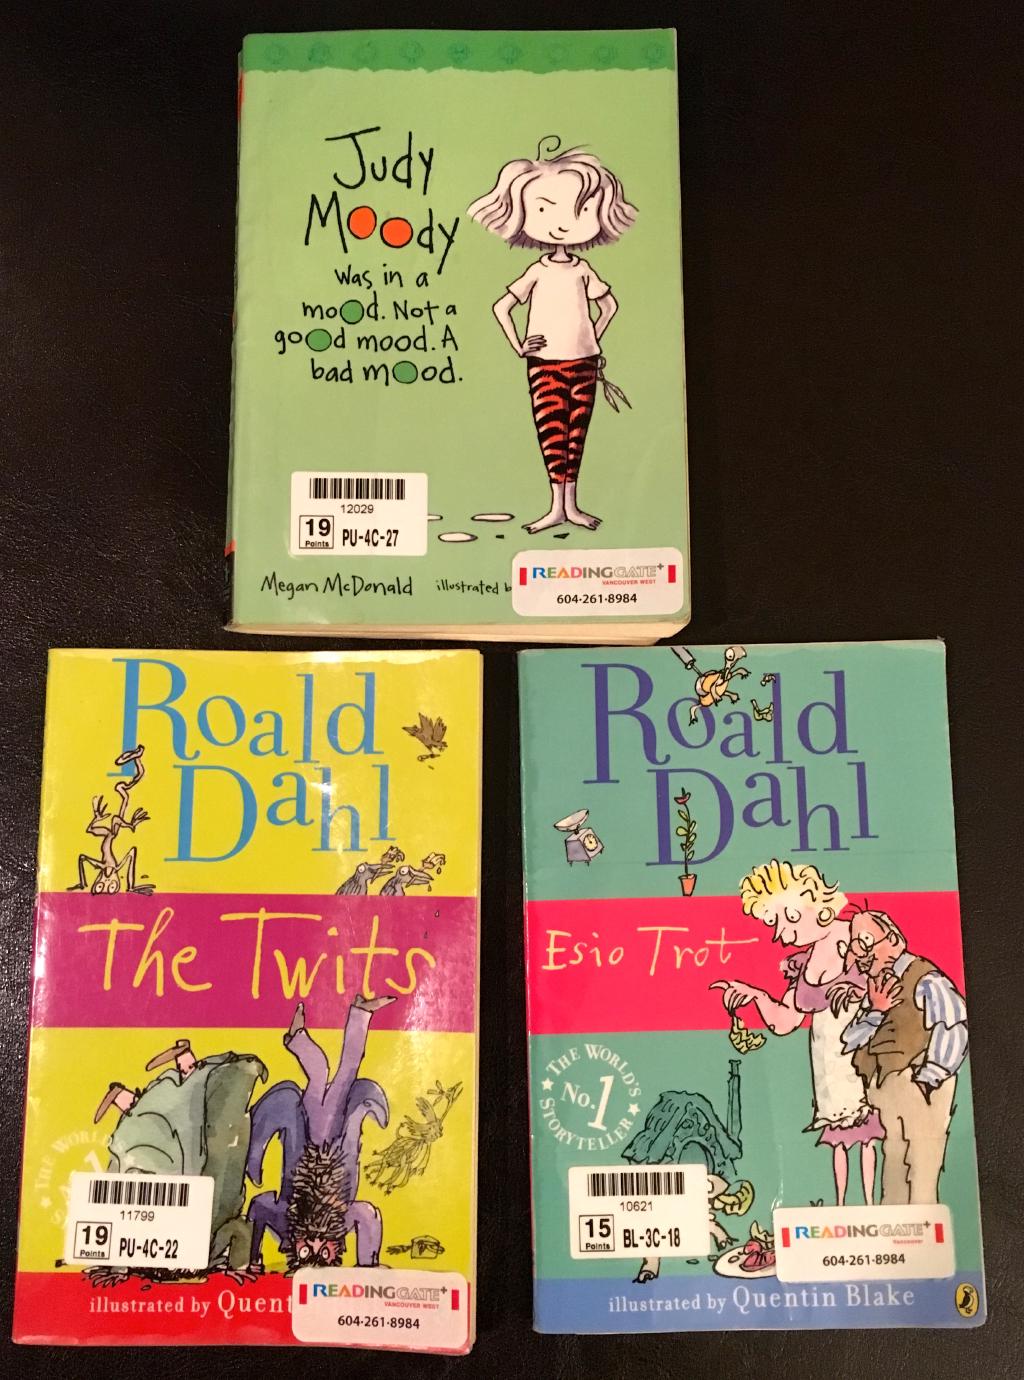 Judy
Moody
was in a
mood. Not a
good mood. A
bad mood.
12029
19
Points
PU-4C-27
Megan McDonald illustrated
READINGGATE+
VANCOUVER WEST
604-261-8984
Roald
Dahl
The Twits
THE WORLD'S
11799
19
Points
PU-4C-22
illustrated by Quent
READINGGATE+
VANCOUVER WEST
604-261-8984
Roald
Dahl
Esio Trot
THE WORLD'S
No.1
STORYTELLER
10621
15
Points
BL-3C-18
READINGGATE+
Vancouver
604-261-8984
illustrated by Quentin Blake